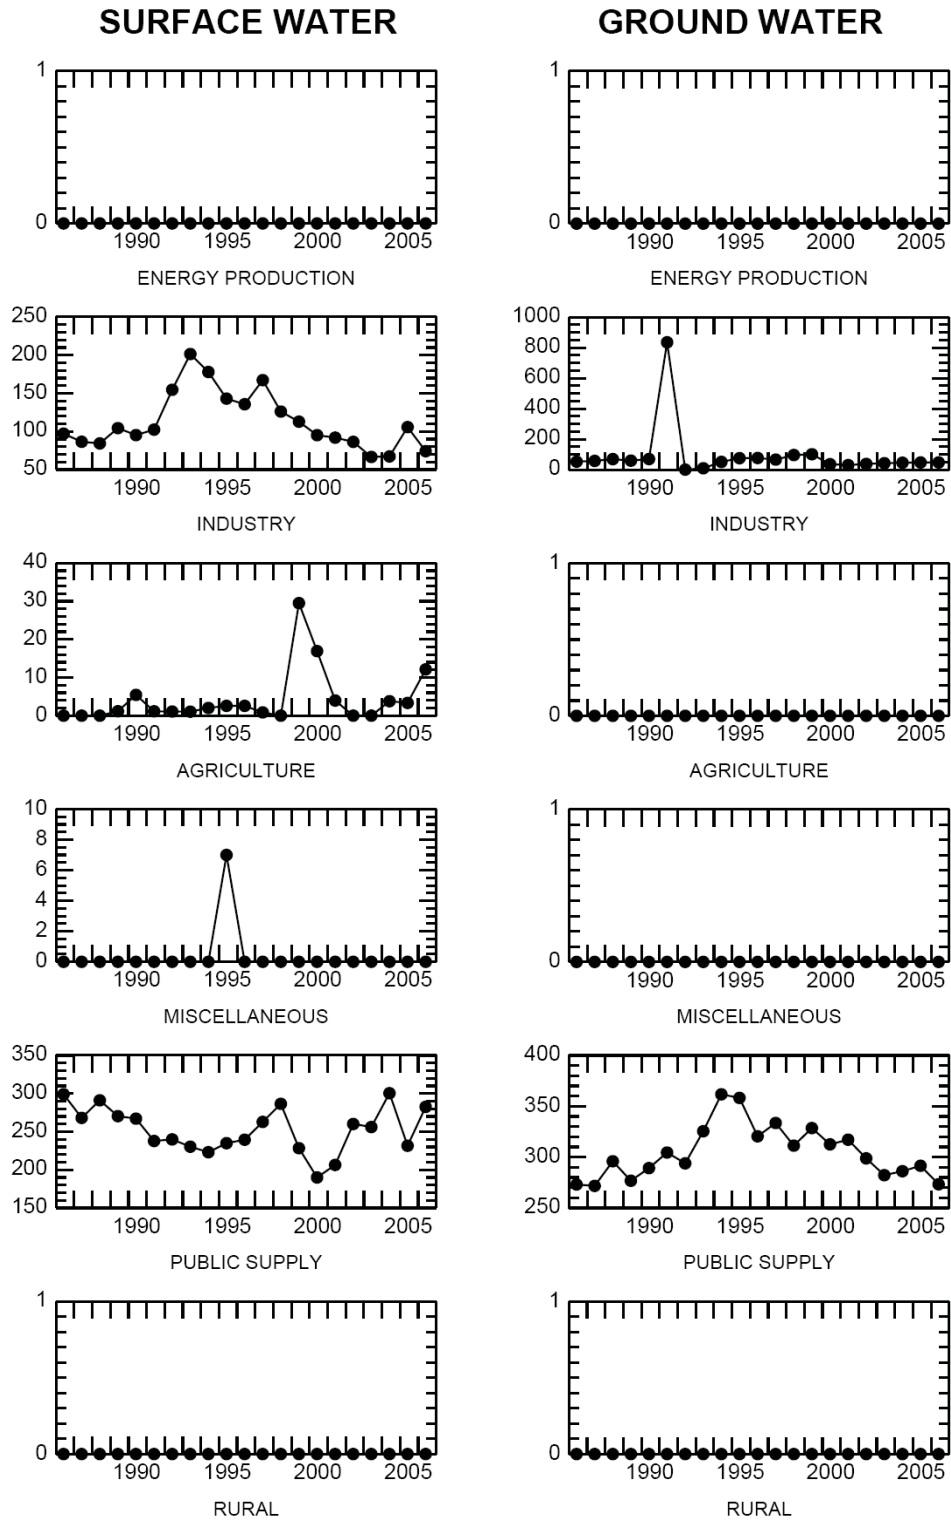 SURFACE WATER GROUND WATER
1 1
0 0
1990 1995 2000 2005 1990 1995 2000 2005
ENERGY PRODUCTION ENERGY PRODUCTION
250 1000
200 800
150 600
100 400
50 200
0
1990 1995 2000 2005 1990 1995 2000 2005
INDUSTRY INDUSTRY
40 1
30
20
10
0 0
1990 1995 2000 2005 1990 1995 2000 2005
AGRICULTURE AGRICULTURE
10 1
8
6
4
2
0 0
1990 1995 2000 2005 1990 1995 2000 2005
MISCELLANEOUS MISCELLANEOUS
350 400
300 350
250 300
200 250
150
1990 1995 2000 2005 1990 1995 2000 2005
PUBLIC SUPPLY PUBLIC SUPPLY
1 1
0 0
1990 1995 2000 2005 1990 1995 2000 2005
RURAL RURAL